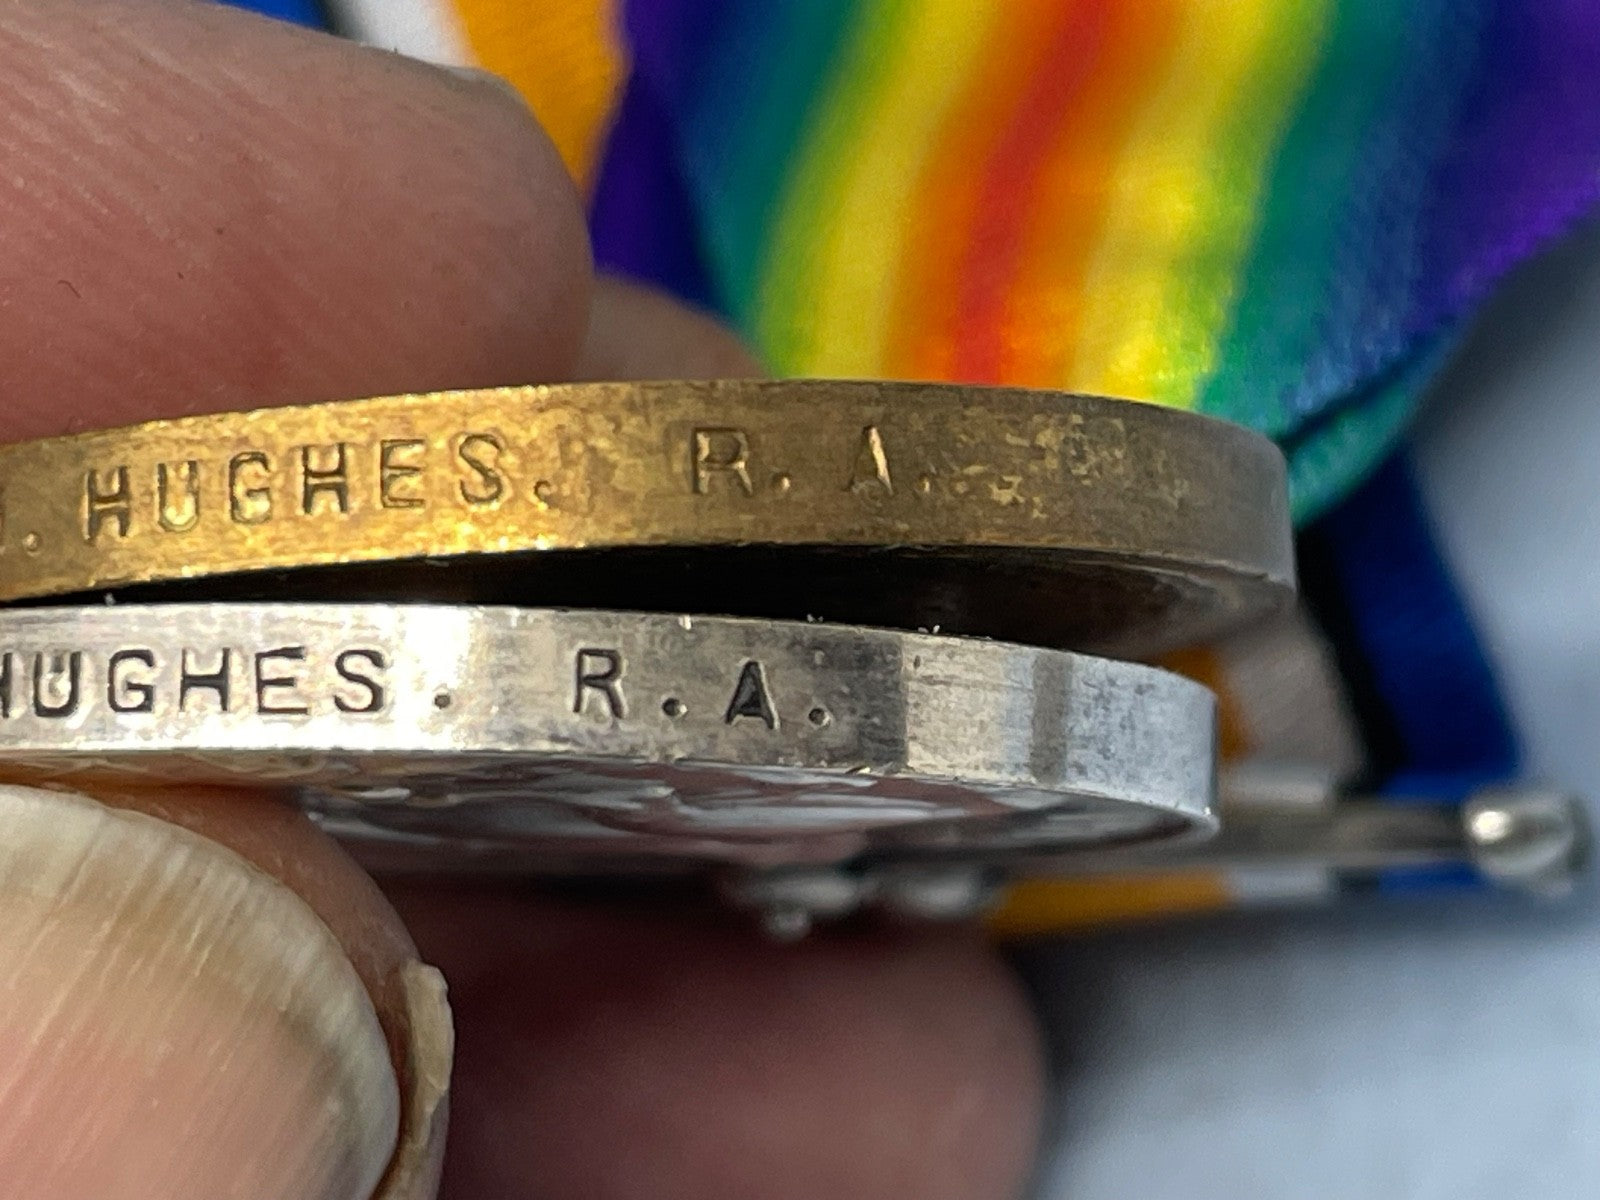 . HUGHES. R. A.
HUGHES. R. A.